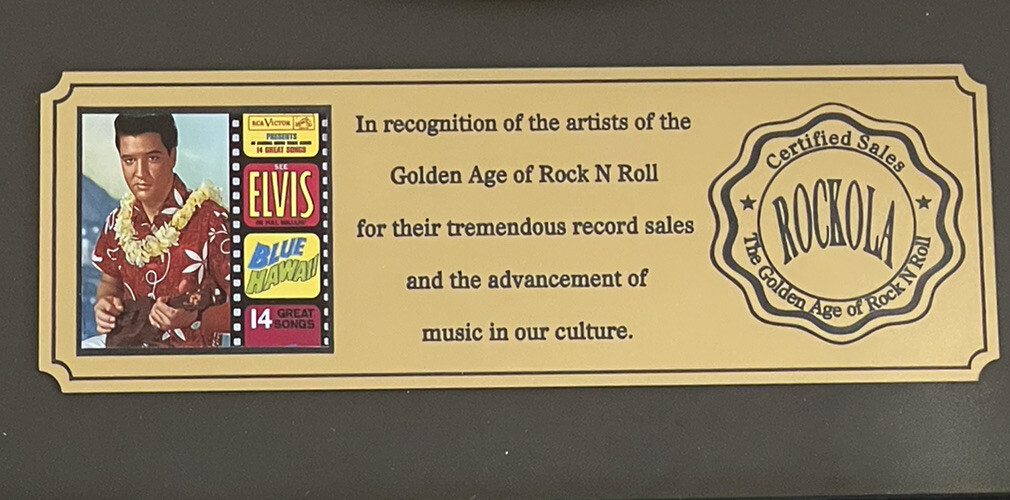 RCA VICTOR
PRESENTS
14 GREAT SONGS
SEE
ELVIS
BLUE
HAWAII
14 GREAT
SONGS
In recognition of the artists of the
Golden Age of Rock N Roll
for their tremendous record sales
and the advancement of
music in our culture.
Certified Sales
ROCKOLA
The Golden Age of Rock N Roll